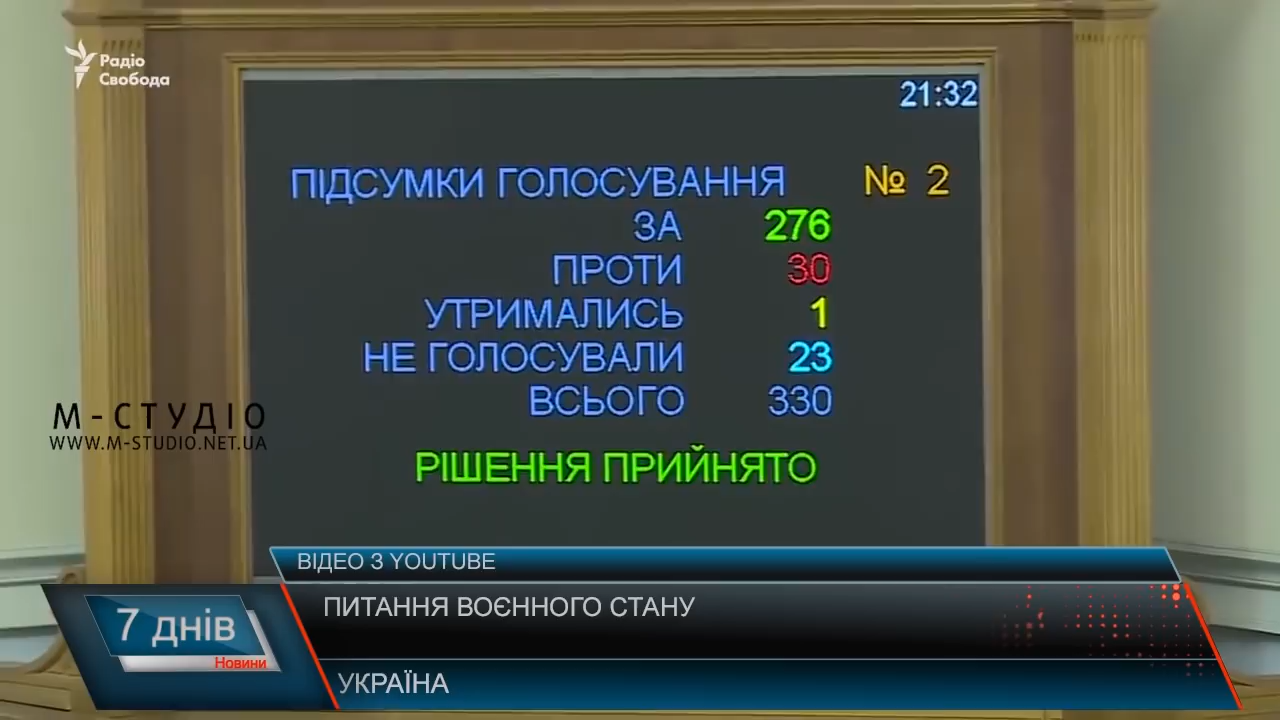 Радіо
Свобода
21:32
ПІДСУМКИ ГОЛОСУВАННЯ № 2
ЗА 276
ПРОТИ 30
УТРИМАЛИСЬ 1
НЕ ГОЛОСУВАЛИ 23
ВСЬОГО 330
РІШЕННЯ ПРИЙНЯТО
М-СТУДІО
WWW.M-STUDIO.NET.UA
ВІДЕО З YOUTUBE
ПИТАННЯ ВОЄННОГО СТАНУ
7 днів
Новини
УКРАЇНА